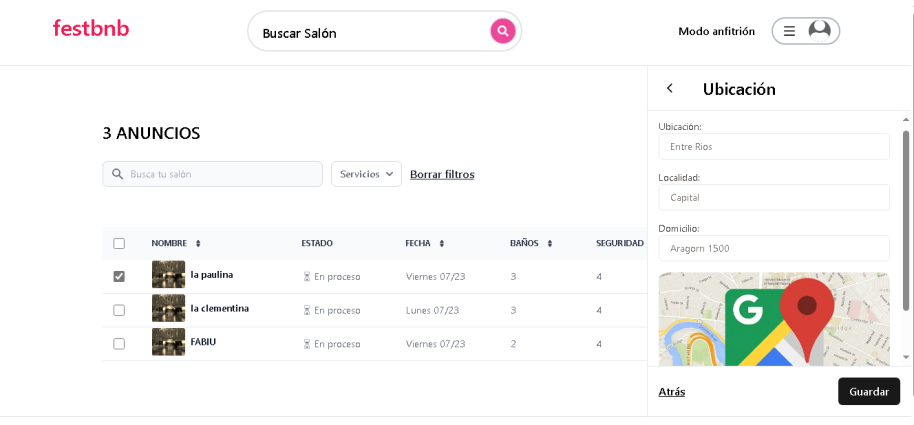 festbnb
Buscar Salón
Modo anfitrión
Ubicación
3 ANUNCIOS
Busca tu salón
Servicios
Borrar filtros
NOMBRE ESTADO FECHA BAÑOS SEGURIDAD
la paulina En proceso Viernes 07/23 3 4
la clementina En proceso Lunes 07/23 3 4
FABIU En proceso Viernes 07/23 2 4
Ubicación:
Entre Rios
Localidad:
Capital
Domicilio:
Aragorn 1500
G
Atrás
Guardar